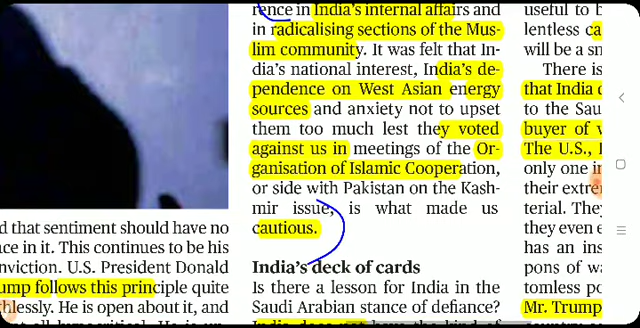 d that sentiment should have no
ce in it. This continues to be his
nviction. U.S. President Donald
ump follows this principle quite
thlessly. He is open about it, and
rence in India's internal affairs and
in radicalising sections of the Mus-
lim community. It was felt that In-
dia's national interest, India's de-
pendence on West Asian energy
sources and anxiety not to upset
them too much lest they voted
against us in meetings of the Or-
ganisation of Islamic Cooperation,
or side with Pakistan on the Kash-
mir issue, is what made us
cautious.
India's deck of cards
Is there a lesson for India in the
Saudi Arabian stance of defiance?
useful to b
lentless ca
will be a sn
There is
that India c
to the Sau
buyer of w
The U.S., I
only one in
their extre
terial. They
they even e
has an ins
pons of wa
tomless po
Mr. Trump